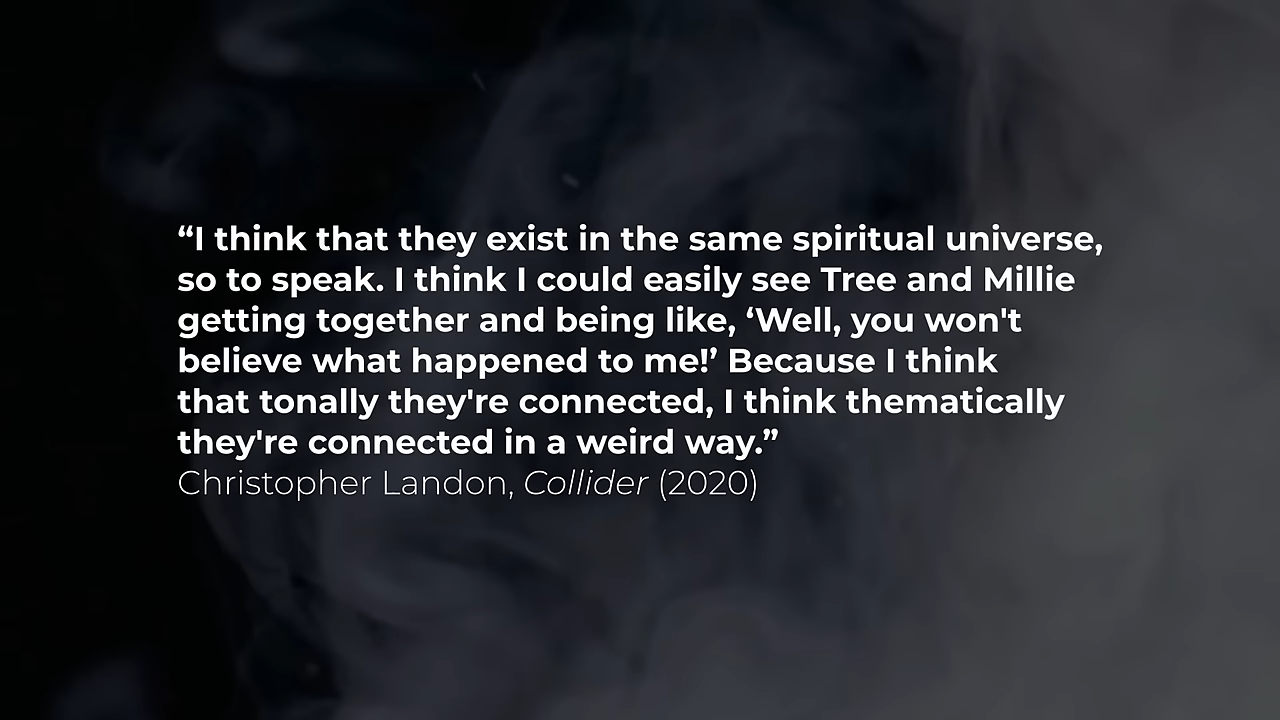 “I think that they exist in the same spiritual universe,
so to speak. I think I could easily see Tree and Millie
getting together and being like, ‘Well, you won't
believe what happened to me!’ Because I think
that tonally they're connected, I think thematically
they're connected in a weird way.”
Christopher Landon, Collider (2020)